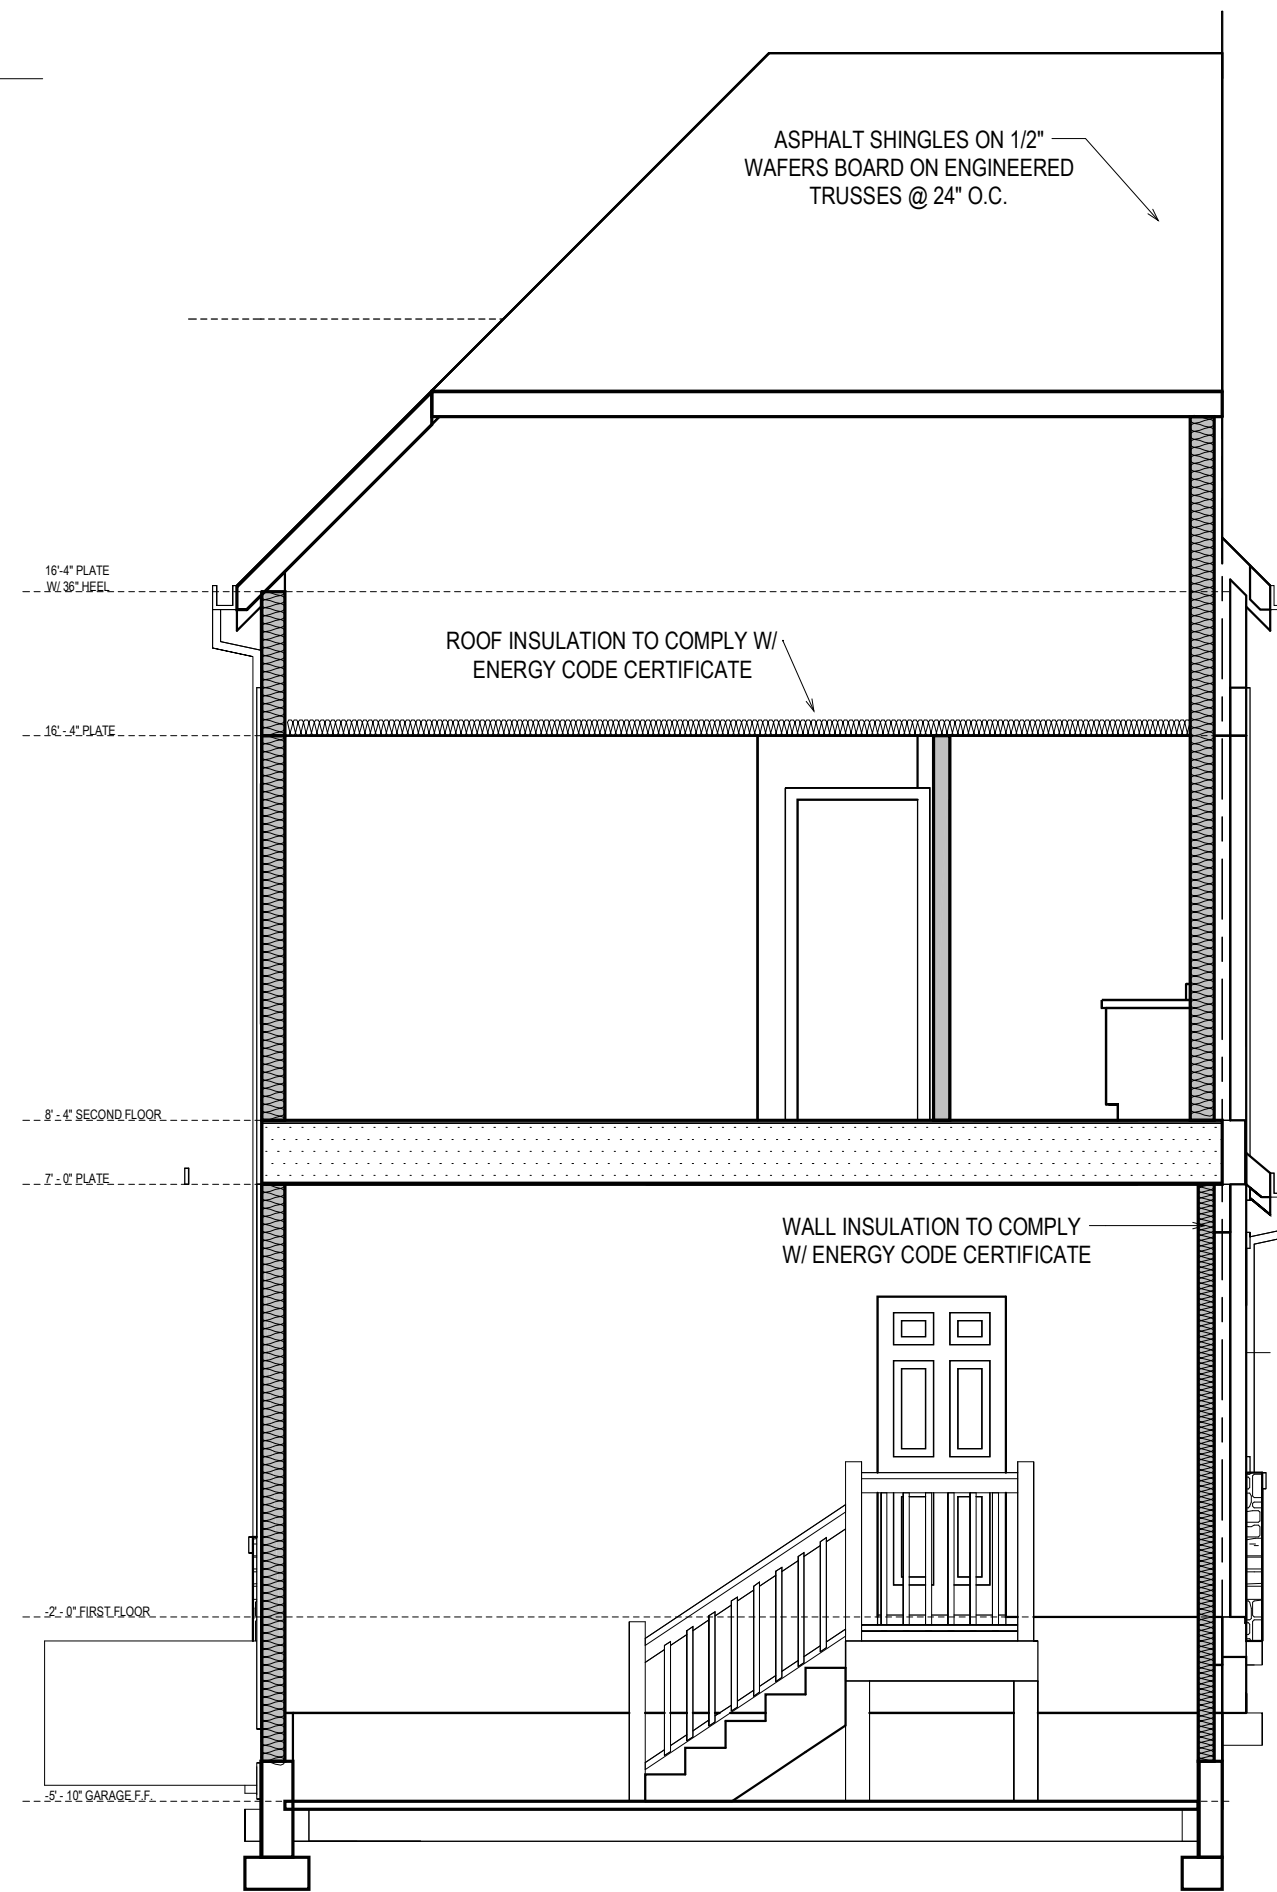 ASPHALT SHINGLES ON 1/2"
WAFERS BOARD ON ENGINEERED
TRUSSES @ 24" O.C.
16'-4" PLATE
W/ 36" HEEL
ROOF INSULATION TO COMPLY W/
ENERGY CODE CERTIFICATE
16' - 4" PLATE
8' - 4" SECOND FLOOR
7' - 0" PLATE
WALL INSULATION TO COMPLY
W/ ENERGY CODE CERTIFICATE
-2' - 0" FIRST FLOOR
-5' - 10" GARAGE F.F.